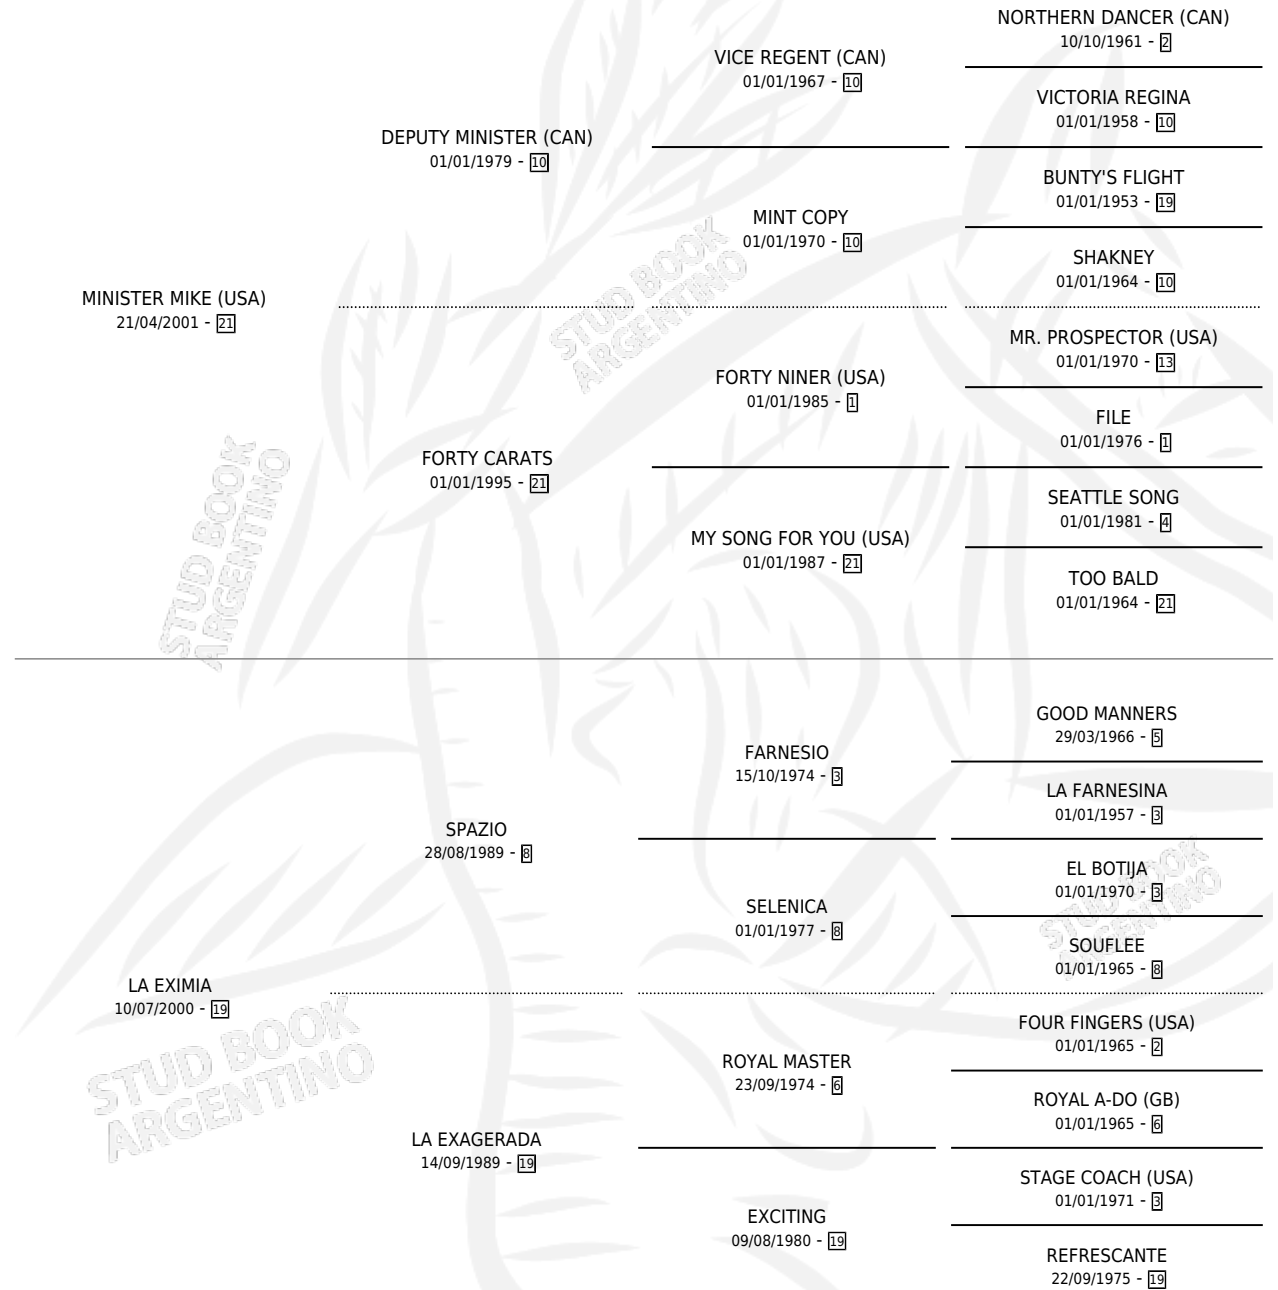 NORTHERN DANCER (CAN)
10/10/1961 - 2
VICE REGENT (CAN)
01/01/1967 - 10
VICTORIA REGINA
01/01/1958 - 10
DEPUTY MINISTER (CAN)
01/01/1979 - 10
BUNTY'S FLIGHT
01/01/1953 - 19
MINT COPY
01/01/1970 - 10
SHAKNEY
01/01/1964 - 10
MINISTER MIKE (USA)
21/04/2001 - 21
MR. PROSPECTOR (USA)
01/01/1970 - 13
FORTY NINER (USA)
01/01/1985 - 1
FILE
01/01/1976 - 1
FORTY CARATS
01/01/1995 - 21
SEATTLE SONG
01/01/1981 - 4
MY SONG FOR YOU (USA)
01/01/1987 - 21
TOO BALD
01/01/1964 - 21
GOOD MANNERS
29/03/1966 - 5
FARNESIO
15/10/1974 - 3
LA FARNESINA
01/01/1957 - 3
SPAZIO
28/08/1989 - 8
EL BOTIJA
01/01/1970 - 3
SELENICA
01/01/1977 - 8
SOUFLEE
01/01/1965 - 8
LA EXIMIA
10/07/2000 - 19
FOUR FINGERS (USA)
01/01/1965 - 2
ROYAL MASTER
23/09/1974 - 6
ROYAL A-DO (GB)
01/01/1965 - 6
LA EXAGERADA
14/09/1989 - 19
STAGE COACH (USA)
01/01/1971 - 3
EXCITING
09/08/1980 - 19
REFRESCANTE
22/09/1975 - 19
STUD BOOK
ARGENTINO
STUD BOOK
ARGENTINO
STUD BOOK
ARGENTINO
STUD BOOK
ARGENTINO